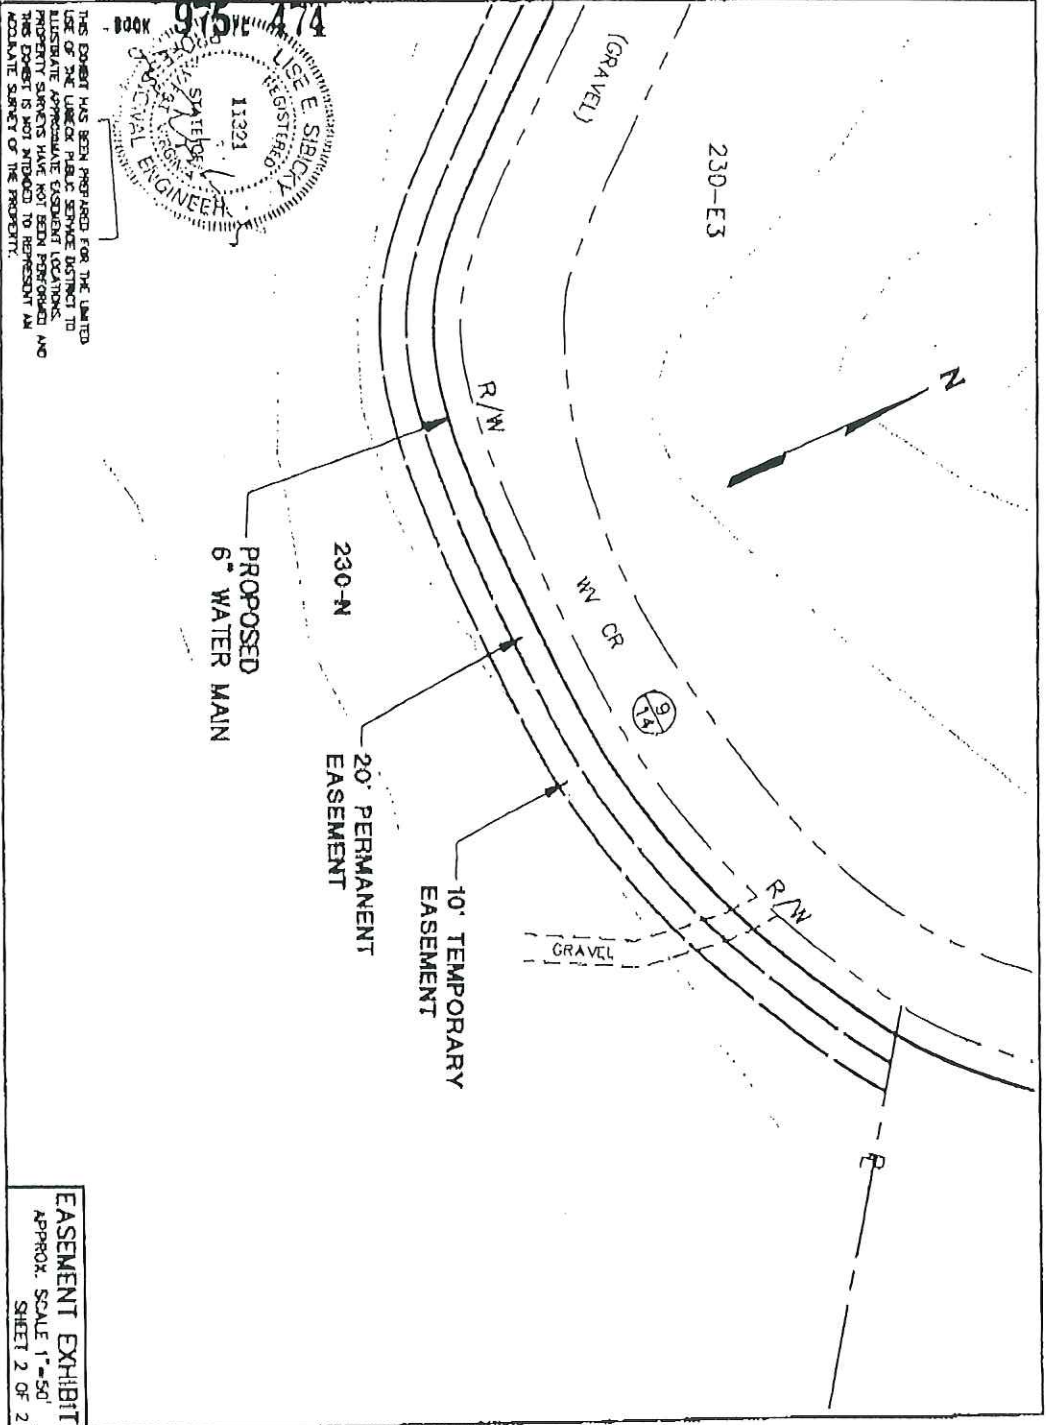 BOOK 975 474
LISE E. SIBICKY
REGISTERED
11321
STATE OF
PROFESSIONAL ENGINEER
(GRAVEL)
230-E3
N
R/W
WV CR
9
14
R/W
GRAVEL
230-N
PROPOSED
6" WATER MAIN
20' PERMANENT
EASEMENT
10' TEMPORARY
EASEMENT
THIS EXHIBIT HAS BEEN PREPARED FOR THE LIMITED
USE OF THE LUBECK PUBLIC SERVICE DISTRICT TO
ILLUSTRATE APPROXIMATE EASEMENT LOCATIONS.
PROPERTY SURVEYS HAVE NOT BEEN PERFORMED AND
THIS EXHIBIT IS NOT INTENDED TO REPRESENT AN
ACCURATE SURVEY OF THE PROPERTY.
EASEMENT EXHIBIT
APPROX. SCALE 1"=50'
SHEET 2 OF 2